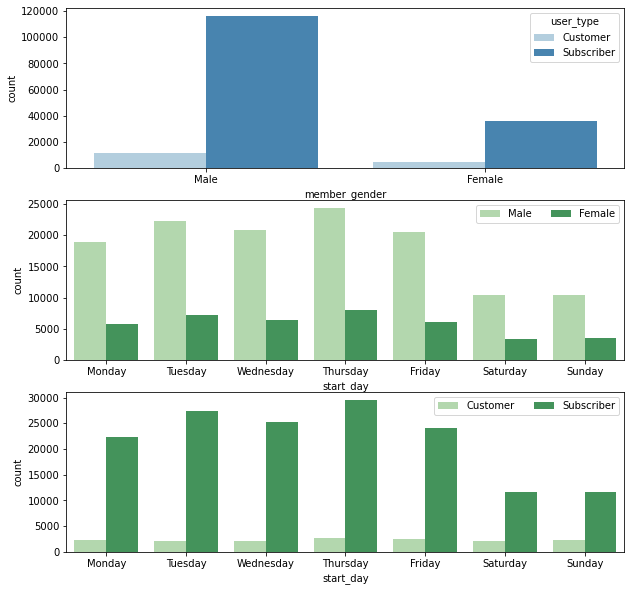 120000
100000
80000
60000
40000
20000
0
count
user_type
Customer
Subscriber
Male Female
member_gender
25000
20000
15000
10000
5000
0
count
Male Female
Monday Tuesday Wednesday Thursday Friday Saturday Sunday
start_day
30000
25000
20000
15000
10000
5000
0
count
Customer Subscriber
Monday Tuesday Wednesday Thursday Friday Saturday Sunday
start_day